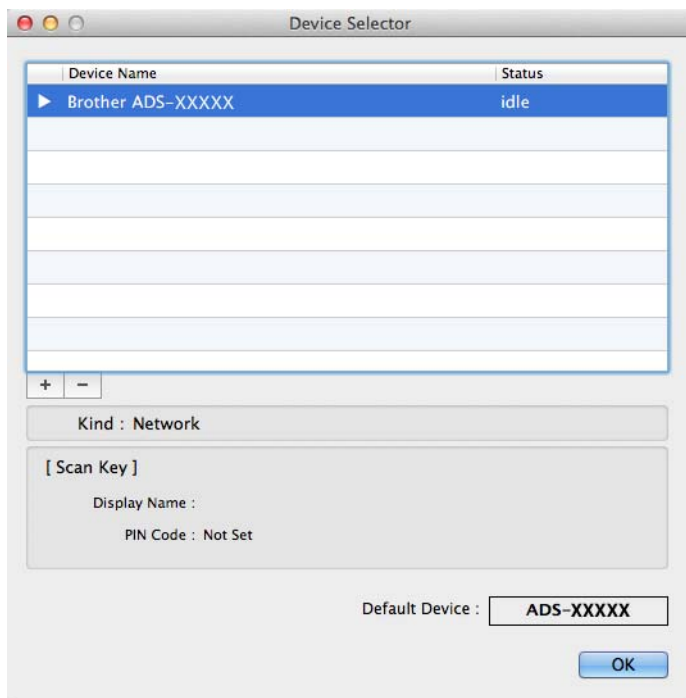 Device Selector
Device Name Status
Brother ADS-XXXXX idle
+ −
Kind : Network
[ Scan Key ]
Display Name :
PIN Code : Not Set
Default Device : ADS-XXXXX
OK